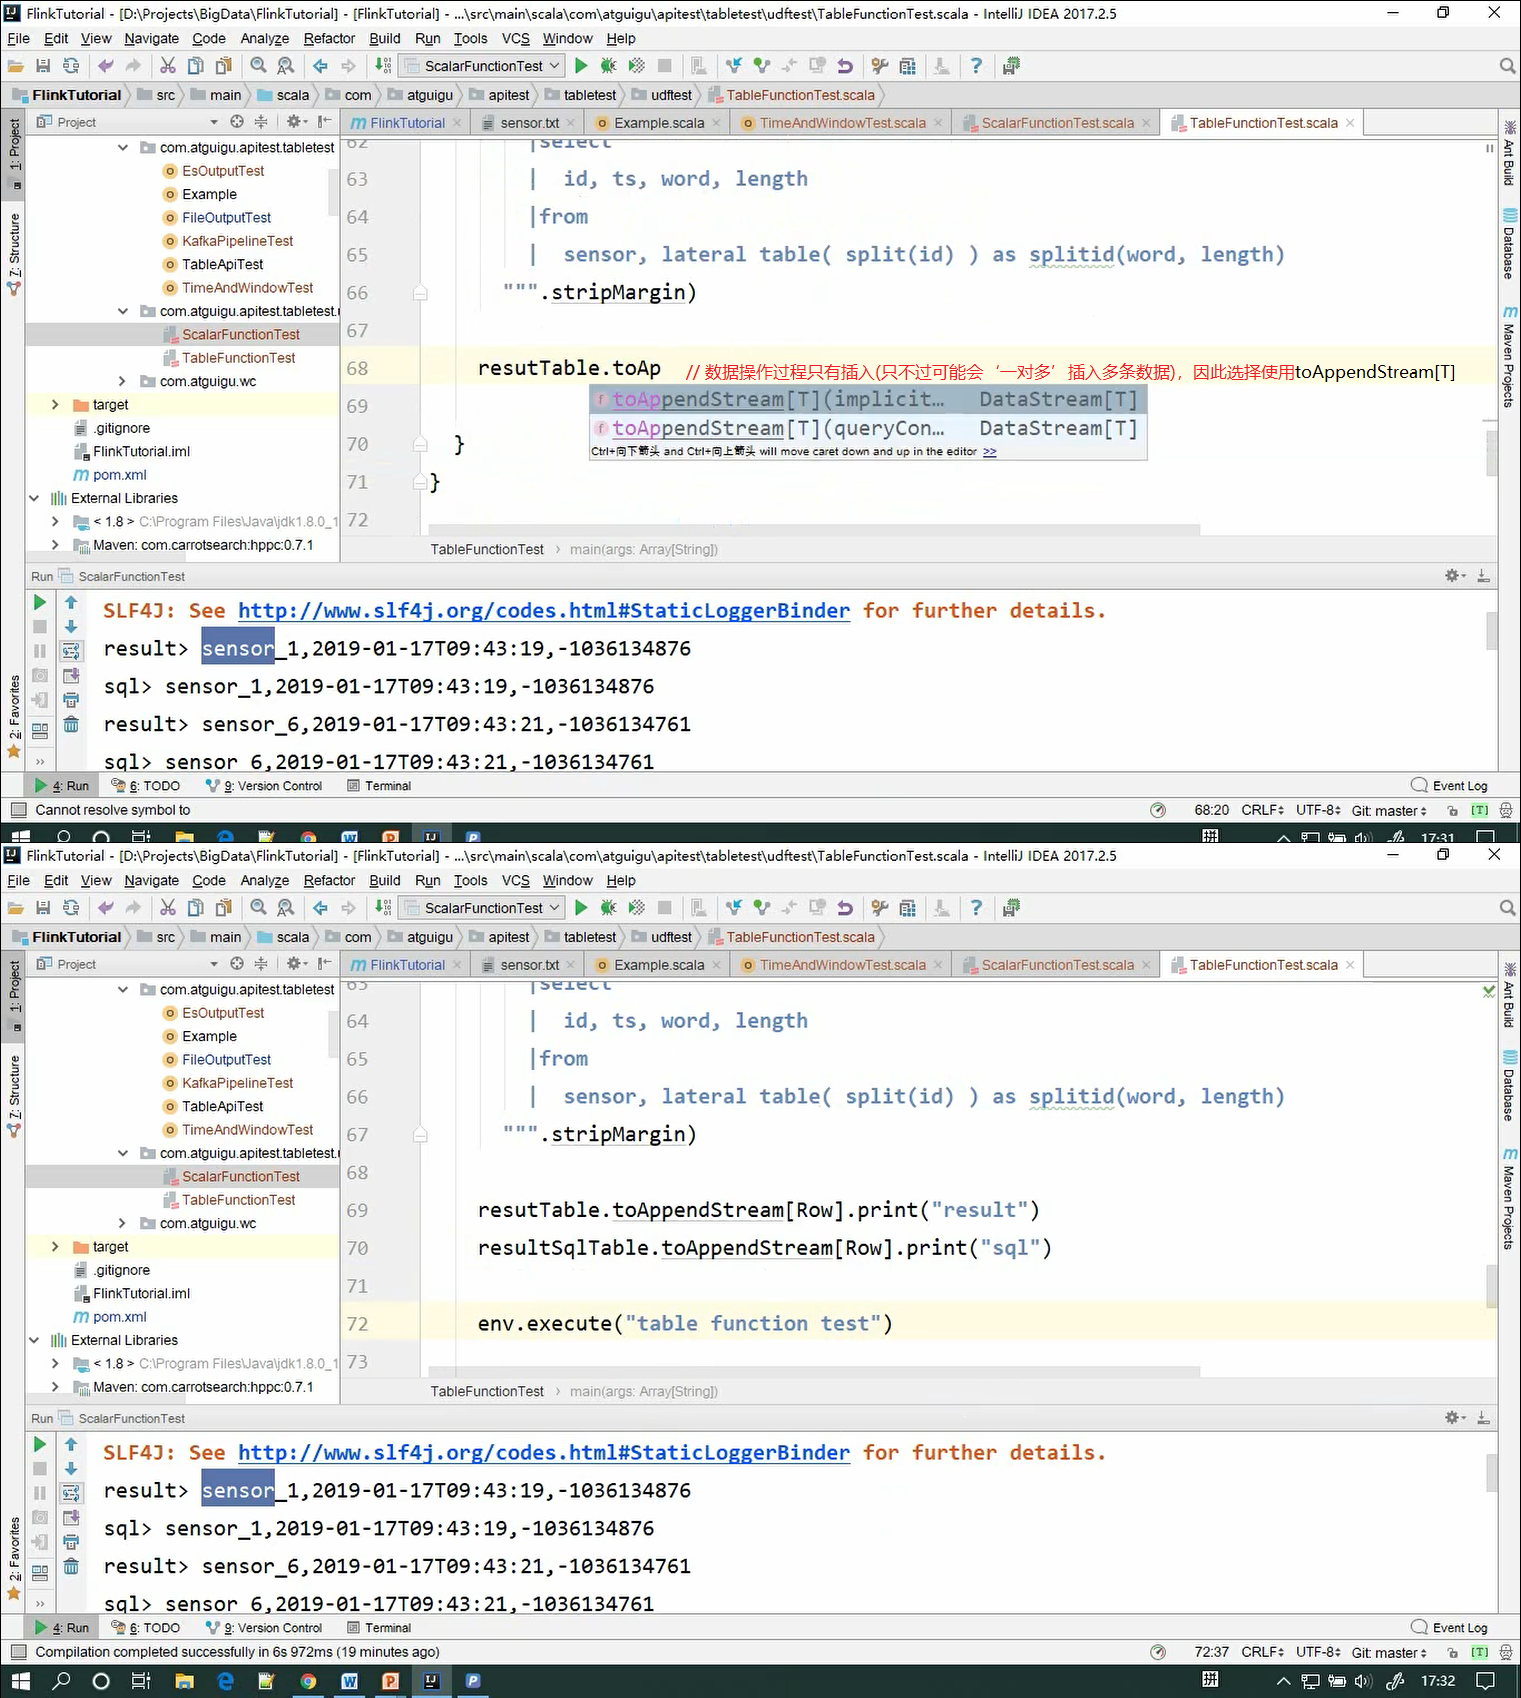 FlinkTutorial - [D:\Projects\BigData\FlinkTutorial] - [FlinkTutorial] - ...\src\main\scala\com\atguigu\apitest\tabletest\udftest\TableFunctionTest.scala - IntelliJ IDEA 2017.2.5
File Edit View Navigate Code Analyze Refactor Build Run Tools VCS Window Help
ScalarFunctionTest
FlinkTutorial src main scala com atguigu apitest tabletest udftest TableFunctionTest.scala
Project FlinkTutorial sensor.txt Example.scala TimeAndWindowTest.scala ScalarFunctionTest.scala TableFunctionTest.scala
1: Project
7: Structure
2: Favorites
Ant Build
Database
Maven Projects
com.atguigu.apitest.tabletest
EsOutputTest
Example
FileOutputTest
KafkaPipelineTest
TableApiTest
TimeAndWindowTest
com.atguigu.apitest.tabletest.
ScalarFunctionTest
TableFunctionTest
com.atguigu.wc
target
.gitignore
FlinkTutorial.iml
pom.xml
External Libraries
< 1.8 > C:\Program Files\Java\jdk1.8.0_1
Maven: com.carrotsearch:hppc:0.7.1
62 |select
63 | id, ts, word, length
64 |from
65 | sensor, lateral table( split(id) ) as splitid(word, length)
66 """.stripMargin)
67
68 resutTable.toAp // 数据操作过程只有插入(只不过可能会‘一对多’插入多条数据)，因此选择使用toAppendStream[T]
69 toAppendStream[T](implicit... DataStream[T]
70 } toAppendStream[T](queryCon... DataStream[T]
Ctrl+向下箭头 and Ctrl+向上箭头 will move caret down and up in the editor >>
71 }
72
TableFunctionTest › main(args: Array[String])
Run ScalarFunctionTest
SLF4J: See http://www.slf4j.org/codes.html#StaticLoggerBinder for further details.
result> sensor_1,2019-01-17T09:43:19,-1036134876
sql> sensor_1,2019-01-17T09:43:19,-1036134876
result> sensor_6,2019-01-17T09:43:21,-1036134761
sql> sensor_6,2019-01-17T09:43:21,-1036134761
4: Run 6: TODO 9: Version Control Terminal Event Log
Cannot resolve symbol to 68:20 CRLF UTF-8 Git: master [T]
拼 17:31
FlinkTutorial - [D:\Projects\BigData\FlinkTutorial] - [FlinkTutorial] - ...\src\main\scala\com\atguigu\apitest\tabletest\udftest\TableFunctionTest.scala - IntelliJ IDEA 2017.2.5
File Edit View Navigate Code Analyze Refactor Build Run Tools VCS Window Help
ScalarFunctionTest
FlinkTutorial src main scala com atguigu apitest tabletest udftest TableFunctionTest.scala
Project FlinkTutorial sensor.txt Example.scala TimeAndWindowTest.scala ScalarFunctionTest.scala TableFunctionTest.scala
1: Project
7: Structure
2: Favorites
Ant Build
Database
Maven Projects
com.atguigu.apitest.tabletest
EsOutputTest
Example
FileOutputTest
KafkaPipelineTest
TableApiTest
TimeAndWindowTest
com.atguigu.apitest.tabletest.
ScalarFunctionTest
TableFunctionTest
com.atguigu.wc
target
.gitignore
FlinkTutorial.iml
pom.xml
External Libraries
< 1.8 > C:\Program Files\Java\jdk1.8.0_1
Maven: com.carrotsearch:hppc:0.7.1
63 |select
64 | id, ts, word, length
65 |from
66 | sensor, lateral table( split(id) ) as splitid(word, length)
67 """.stripMargin)
68
69 resutTable.toAppendStream[Row].print("result")
70 resultSqlTable.toAppendStream[Row].print("sql")
71
72 env.execute("table function test")
73
TableFunctionTest › main(args: Array[String])
Run ScalarFunctionTest
SLF4J: See http://www.slf4j.org/codes.html#StaticLoggerBinder for further details.
result> sensor_1,2019-01-17T09:43:19,-1036134876
sql> sensor_1,2019-01-17T09:43:19,-1036134876
result> sensor_6,2019-01-17T09:43:21,-1036134761
sql> sensor_6,2019-01-17T09:43:21,-1036134761
4: Run 6: TODO 9: Version Control Terminal Event Log
Compilation completed successfully in 6s 972ms (19 minutes ago) 72:37 CRLF UTF-8 Git: master [T]
拼 17:32